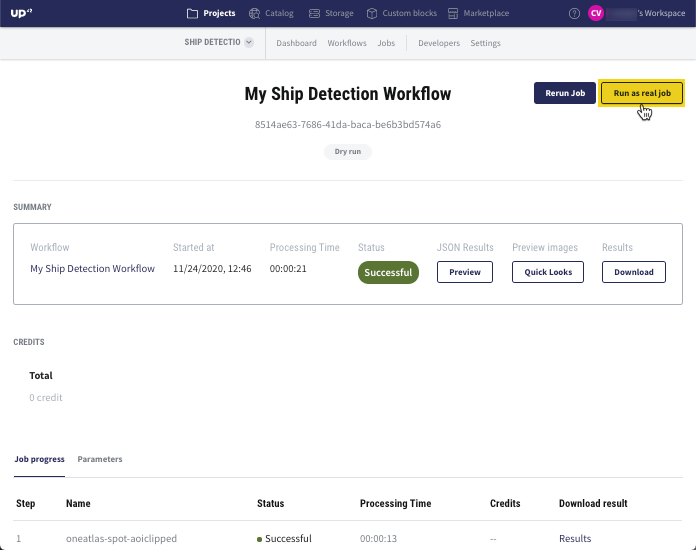 up42
Projects
Catalog
Storage
Custom blocks
Marketplace
?
CV
's Workspace
SHIP DETECTIO
Dashboard
Workflows
Jobs
Developers
Settings
My Ship Detection Workflow
Rerun Job
Run as real job
8514ae63-7686-41da-baca-be6b3bd574a6
Dry run
SUMMARY
Workflow Started at Processing Time Status JSON Results Preview images Results
My Ship Detection Workflow 11/24/2020, 12:46 00:00:21 Successful Preview Quick Looks Download
CREDITS
Total
0 credit
Job progress Parameters
Step Name Status Processing Time Credits Download result
1 oneatlas-spot-aoiclipped Successful 00:00:13 -- Results